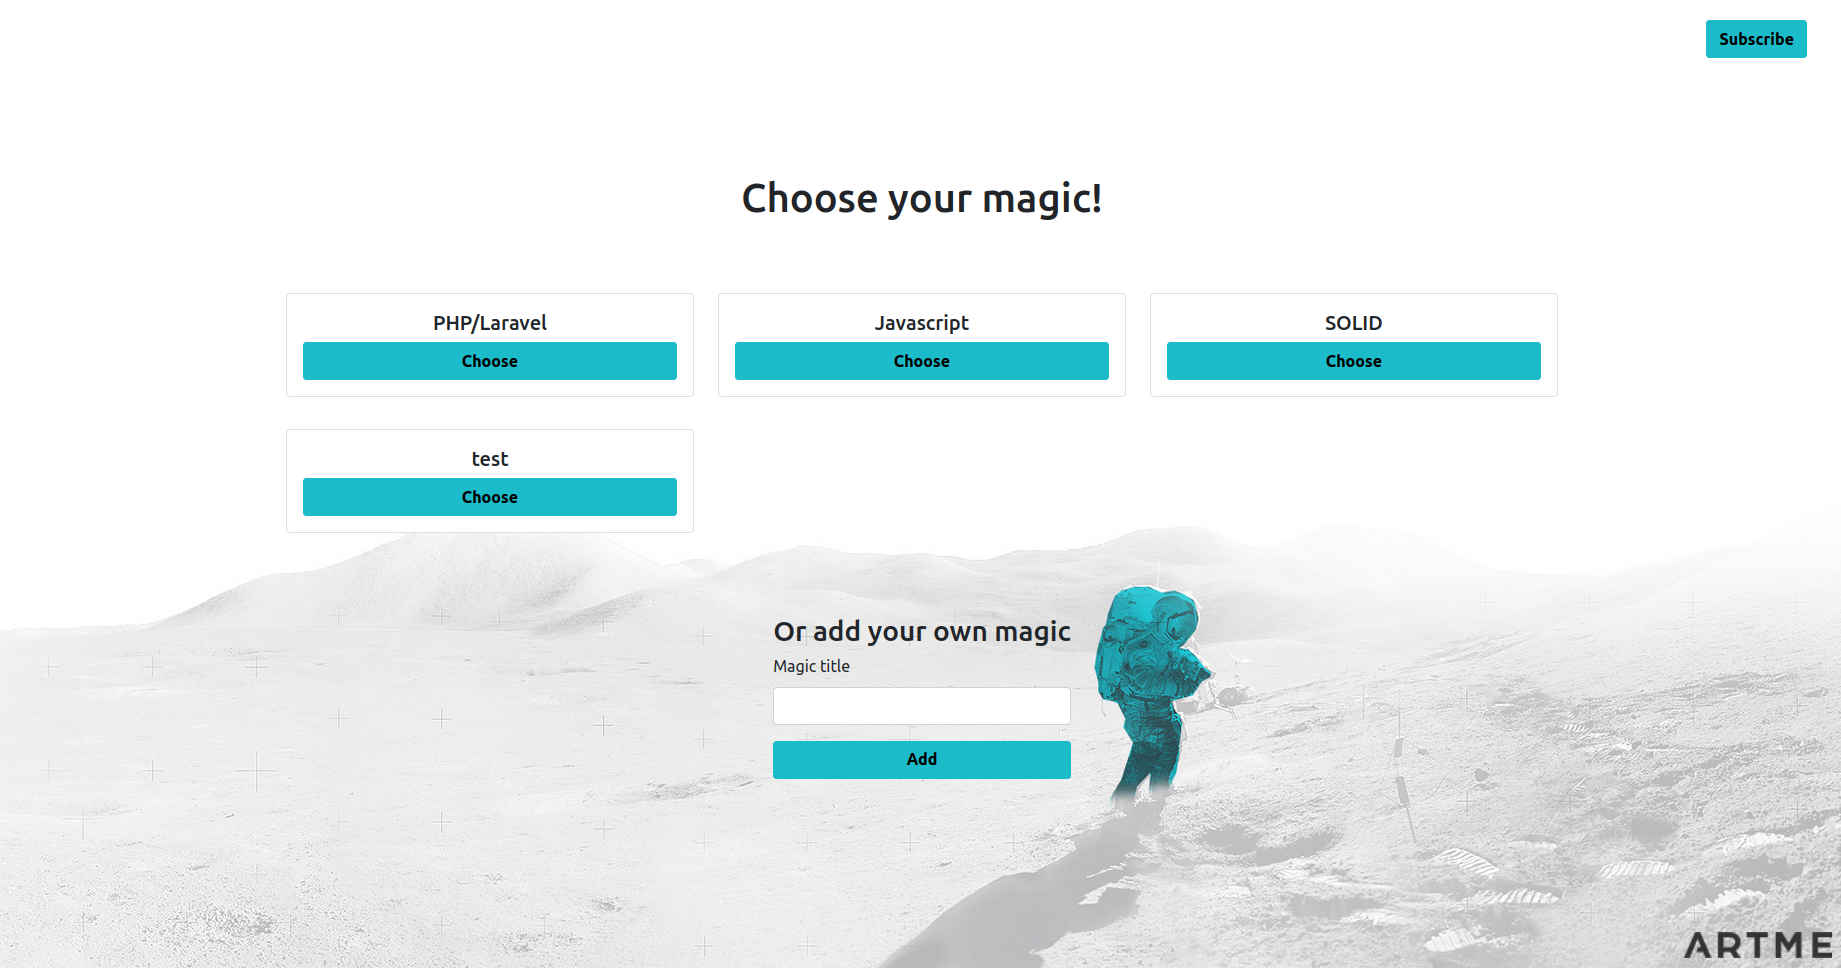 Subscribe
Choose your magic!
PHP/Laravel
Choose
Javascript
Choose
SOLID
Choose
test
Choose
Or add your own magic
Magic title
Add
ARTME